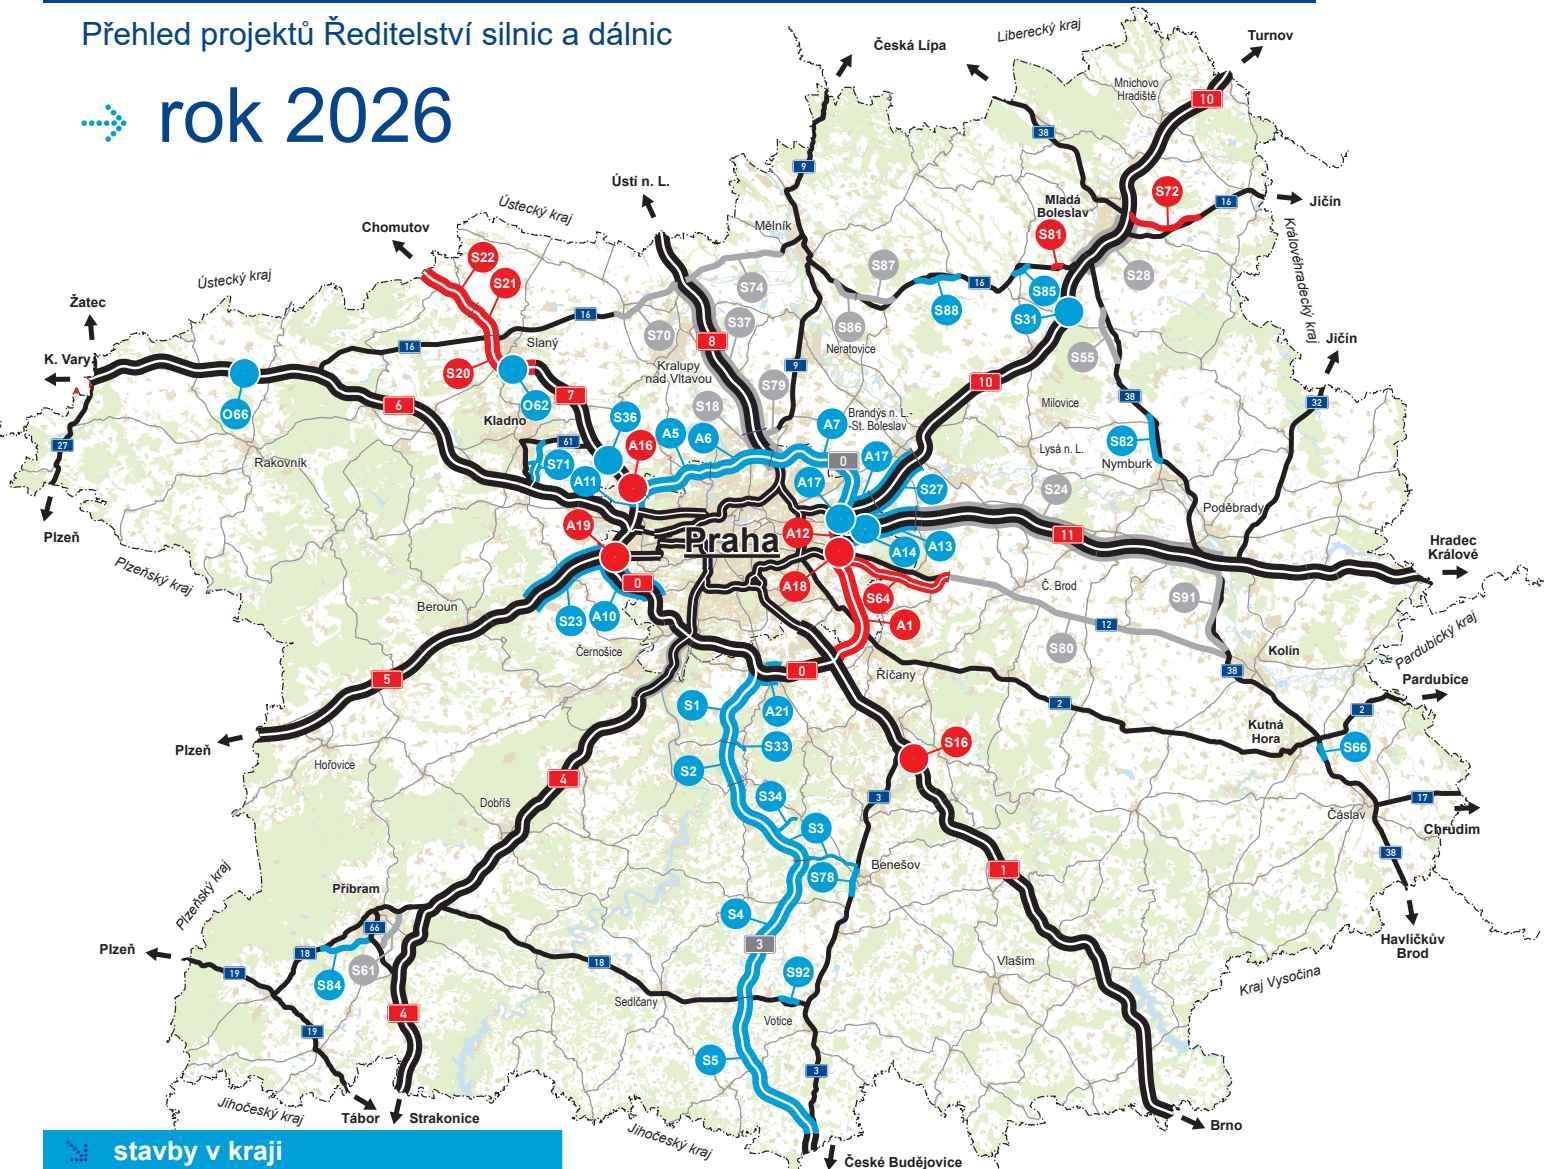 Přehled projektů Ředitelství silnic a dálnic
rok 2026
Liberecký kraj
Turnov
Česká Lípa
Mnichovo
Hradiště
10
38
9
Ústí n. L.
Ústecký kraj
Mladá
Boleslav
S72
16
Jičín
Chomutov
Mělník
S81
Královéhradecký kraj
S22
S21
Ústecký kraj
S87
S74
16
S85
S28
S88
S31
Žatec
16
S37
S86
S70
Slaný
8
Neratovice
Jičín
K. Vary
16
S55
S20
Kralupy
nad Vltavou
9
S79
10
38
32
O66
6
7
O62
S18
Milovice
Kladno
S36
A5
A6
A7
Brandýs n. L.-
-St. Boleslav
27
61
A16
S82
Lysá n. L.
Nymburk
Rakovník
S71
A11
0
A17
A17
S27
S24
Poděbrady
Plzeň
A19
Praha
A12
A14
A13
11
Hradec
Králové
Plzeňský kraj
0
A18
S64
Č. Brod
S91
Beroun
S23
A10
A1
12
Pardubický kraj
Černošice
S80
Kolín
5
0
Říčany
38
Pardubice
S1
A21
2
2
Kutná
Hora
Plzeň
S33
S16
S66
Hořovice
S2
4
Dobříš
S34
3
17
S3
Čáslav
Chrudim
38
Benešov
1
S78
Plzeňský kraj
Příbram
S4
66
3
Havlíčkův
Brod
Plzeň
18
S61
18
Vlašim
19
S84
S92
Kraj Vysočina
Sedlčany
4
Votice
19
S5
3
Jihočeský kraj
Tábor
Strakonice
Jihočeský kraj
Brno
stavby v kraji
České Budějovice